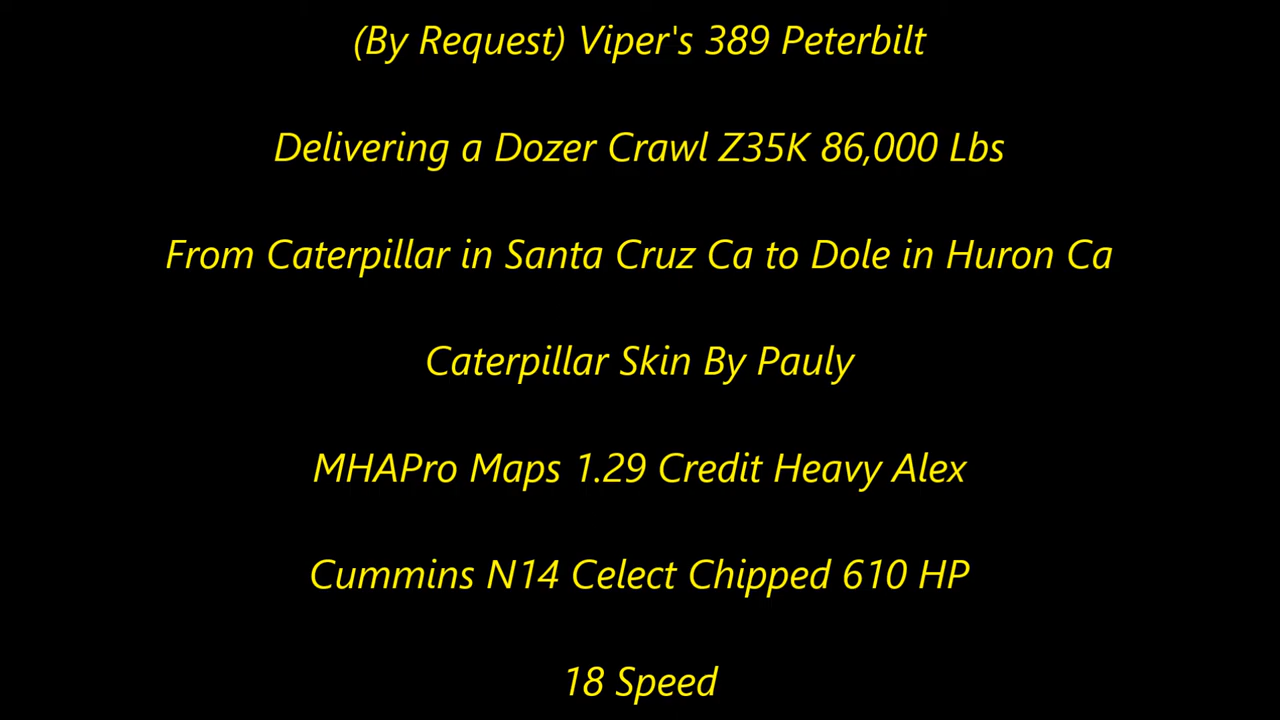 (By Request) Viper's 389 Peterbilt
Delivering a Dozer Crawl Z35K 86,000 Lbs
From Caterpillar in Santa Cruz Ca to Dole in Huron Ca
Caterpillar Skin By Pauly
MHAPro Maps 1.29 Credit Heavy Alex
Cummins N14 Celect Chipped 610 HP
18 Speed